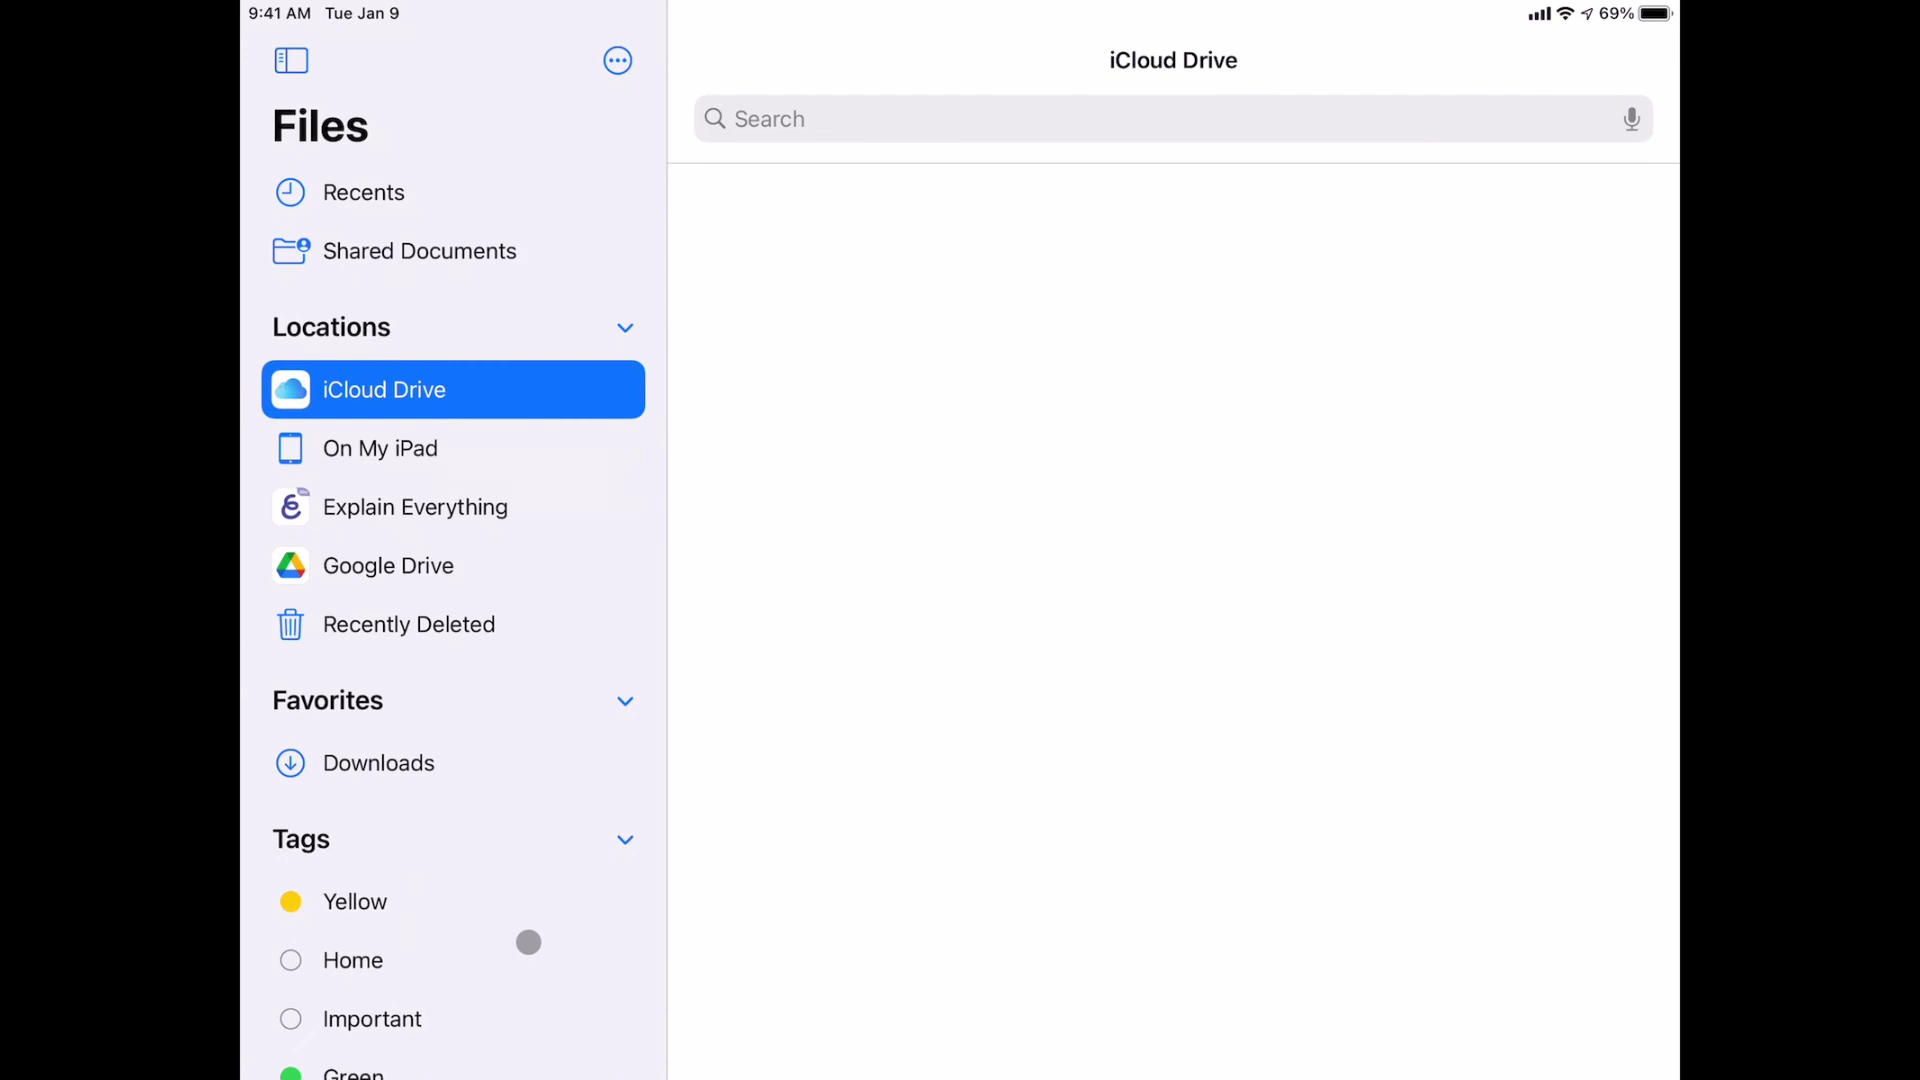 9:41 AM Tue Jan 9
69%
Files
Recents
Shared Documents
Locations
iCloud Drive
On My iPad
Explain Everything
Google Drive
Recently Deleted
Favorites
Downloads
Tags
Yellow
Home
Important
Green
iCloud Drive
Search